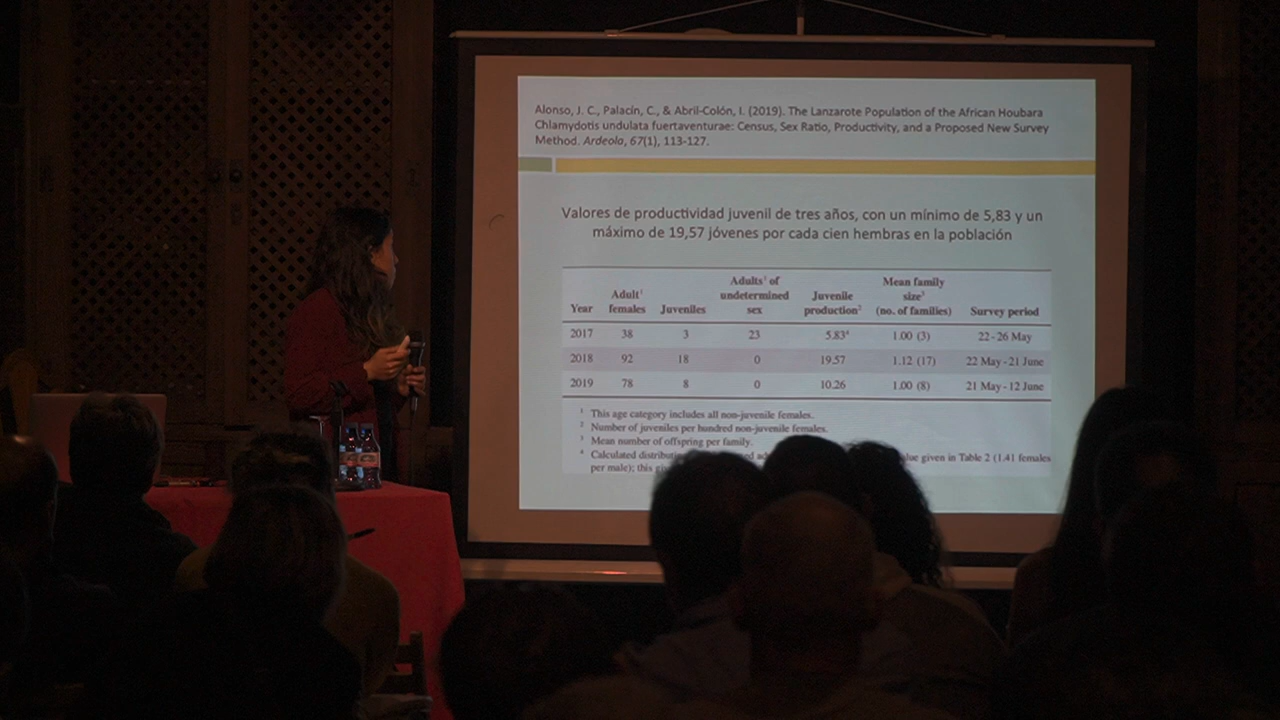 Alonso, J. C., Palacín, C., & Abril-Colón, I. (2019). The Lanzarote Population of the African Houbara
Chlamydotis undulata fuertaventurae: Census, Sex Ratio, Productivity, and a Proposed New Survey
Method. Ardeola, 67(1), 113-127.
Valores de productividad juvenil de tres años, con un mínimo de 5,83 y un
máximo de 19,57 jóvenes por cada cien hembras en la población
Year Adult¹ females Juveniles Adults¹ of undetermined sex Juvenile production² Mean family size³ (no. of families) Survey period
2017 38 3 23 5.83⁴ 1.00 (3) 22-26 May
2018 92 18 0 19.57 1.12 (17) 22 May-21 June
2019 78 8 0 10.26 1.00 (8) 21 May-12 June
¹ This age category includes all non-juvenile females.
² Number of juveniles per hundred non-juvenile females.
³ Mean number of offspring per family.
⁴ Calculated given in Table 2 (1.41 females
per male); this